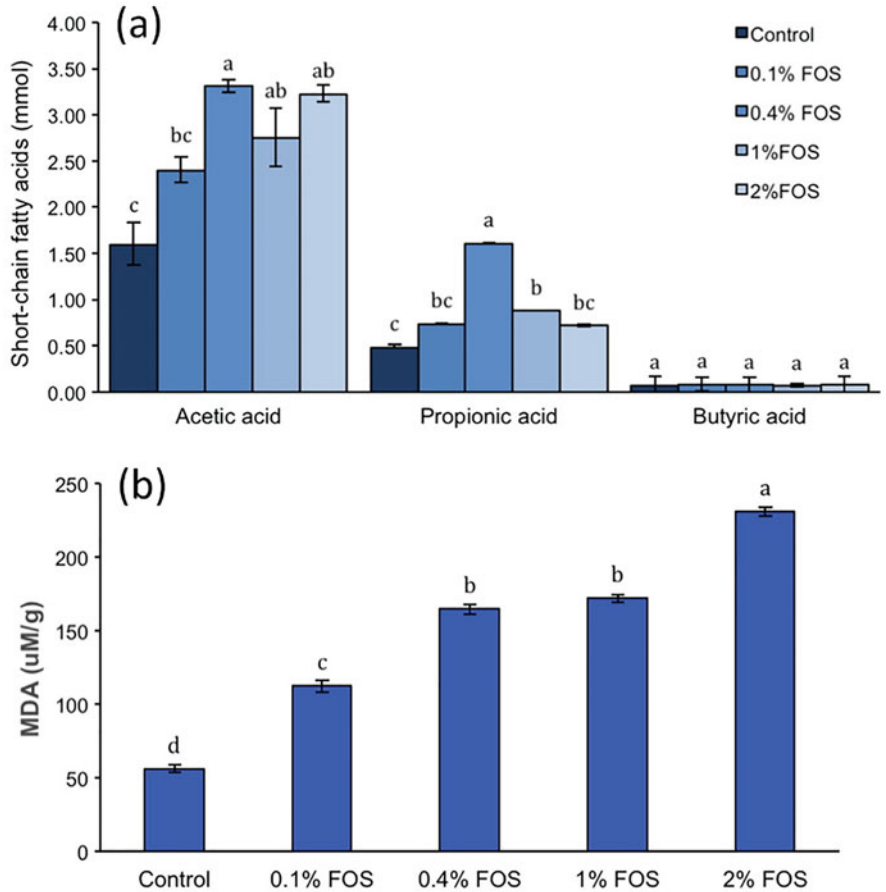 (a)
Short-chain fatty acids (mmol)
4.00
3.50
3.00
2.50
2.00
1.50
1.00
0.50
0.00
Control
0.1% FOS
0.4% FOS
1%FOS
2%FOS
c
bc
a
ab
ab
c
bc
a
b
bc
a
a
a
a
a
Acetic acid
Propionic acid
Butyric acid
(b)
MDA (uM/g)
250
200
150
100
50
0
d
c
b
b
a
Control
0.1% FOS
0.4% FOS
1% FOS
2% FOS